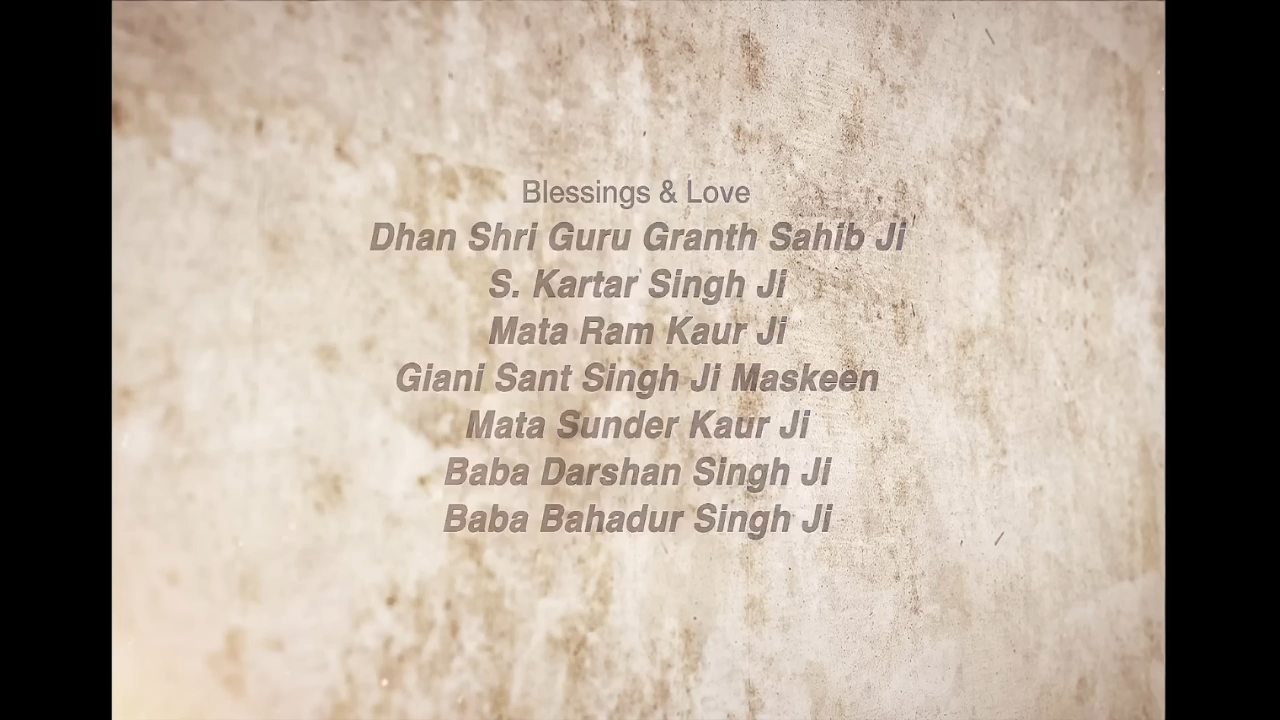 Blessings & Love
Dhan Shri Guru Granth Sahib Ji
S. Kartar Singh Ji
Mata Ram Kaur Ji
Giani Sant Singh Ji Maskeen
Mata Sunder Kaur Ji
Baba Darshan Singh Ji
Baba Bahadur Singh Ji